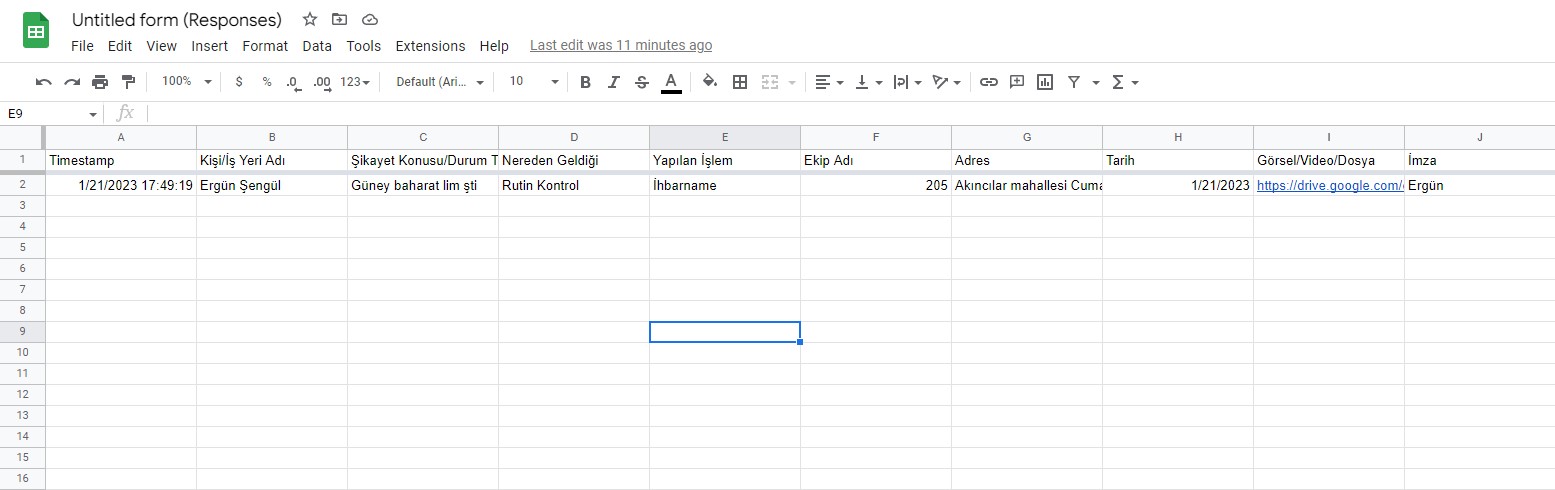 Untitled form (Responses)
File Edit View Insert Format Data Tools Extensions Help Last edit was 11 minutes ago
100% $ % .0 .00 123 Default (Ari... 10 B I S A
E9 fx
A B C D E F G H I J
1 Timestamp Kişi/İş Yeri Adı Şikayet Konusu/Durum T Nereden Geldiği Yapılan İşlem Ekip Adı Adres Tarih Görsel/Video/Dosya İmza
2 1/21/2023 17:49:19 Ergün Şengül Güney baharat lim şti Rutin Kontrol İhbarname 205 Akıncılar mahallesi Cuma 1/21/2023 https://drive.google.com/ Ergün
3
4
5
6
7
8
9
10
11
12
13
14
15
16